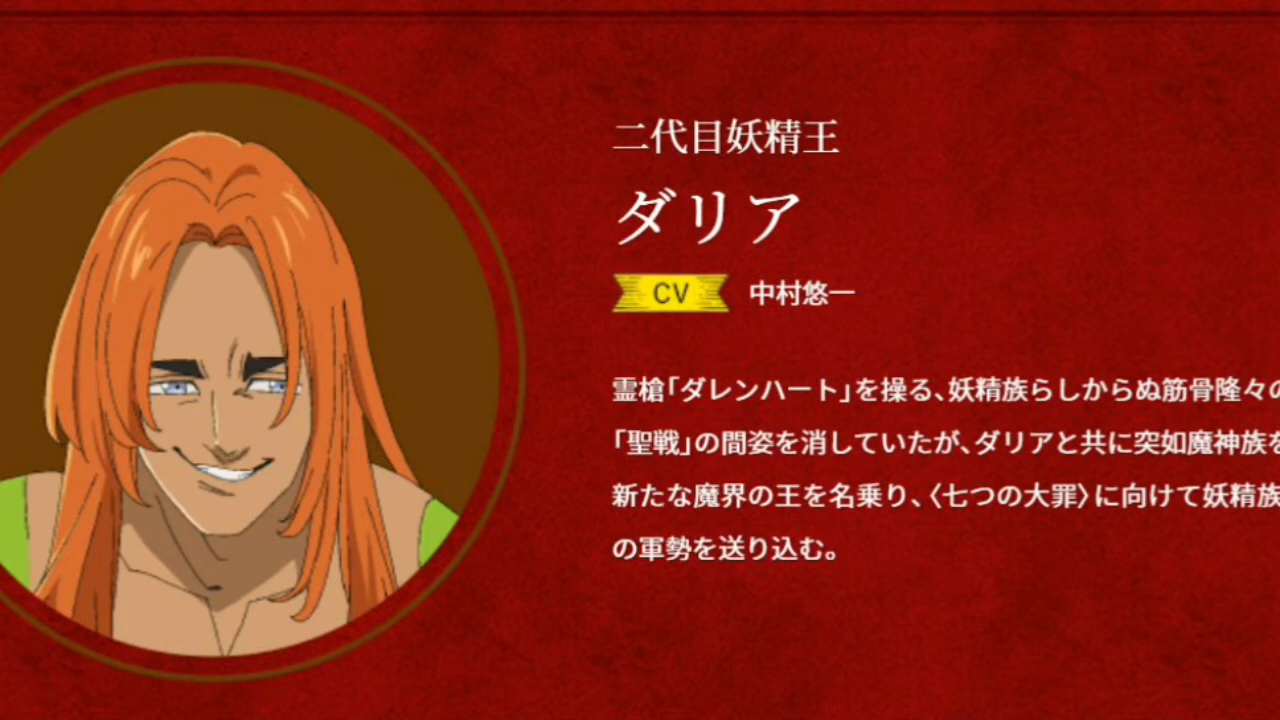 二代目妖精王
ダリア
CV 中村悠一
霊槍「ダレンハート」を操る、妖精族らしからぬ筋骨隆々の
「聖戦」の間姿を消していたが、ダリアと共に突如魔神族を
新たな魔界の王を名乗り、〈七つの大罪〉に向けて妖精族
の軍勢を送り込む。